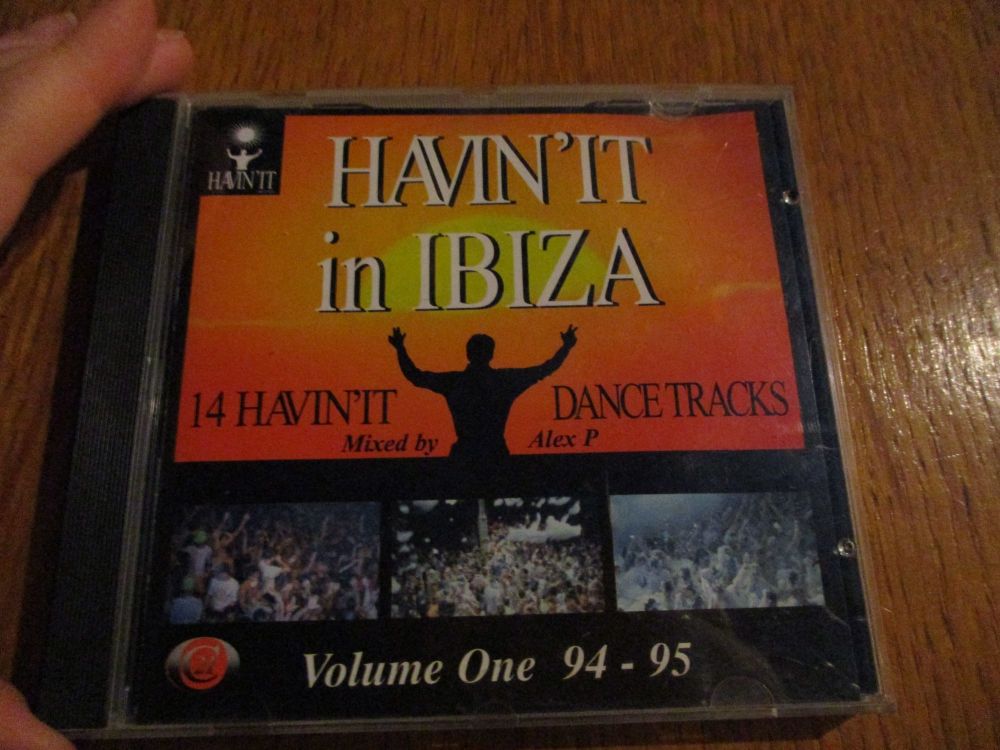 HAVIN'IT
HAVIN'IT
in IBIZA
14 HAVIN'IT DANCE TRACKS
Mixed by Alex P
Volume One 94 - 95